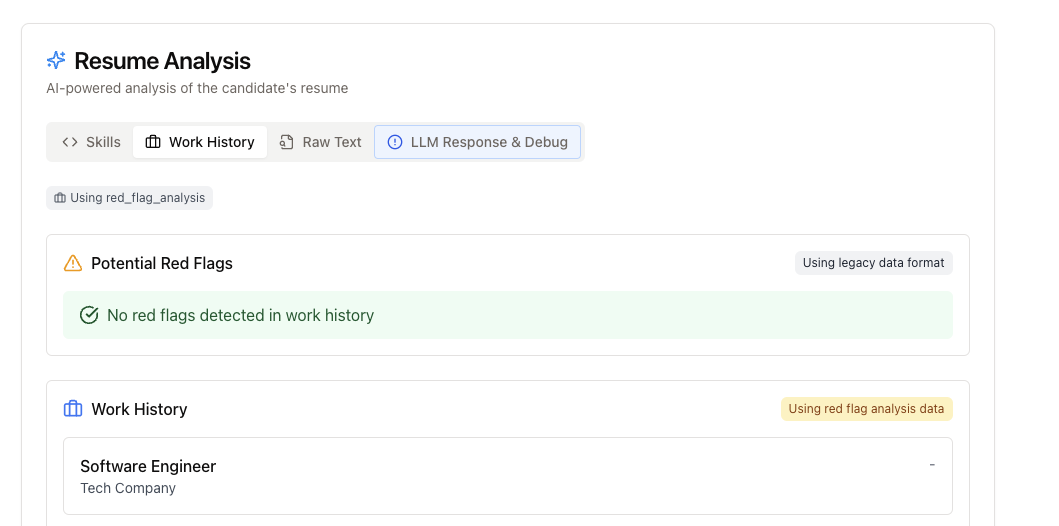 Resume Analysis
AI-powered analysis of the candidate's resume
Skills Work History Raw Text LLM Response & Debug
Using red_flag_analysis
Potential Red Flags Using legacy data format
No red flags detected in work history
Work History Using red flag analysis data
Software Engineer -
Tech Company